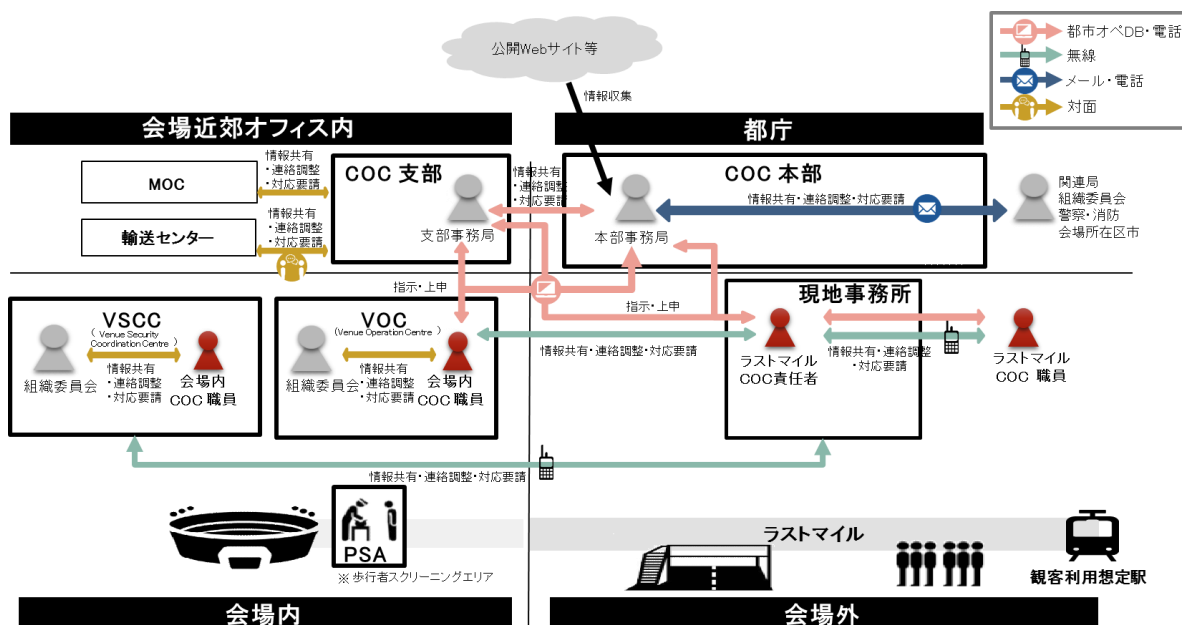 公開Webサイト等
情報収集
都市オペDB・電話
無線
メール・電話
対面
会場近郊オフィス内
都庁
MOC
情報共有
・連絡調整
・対応要請
輸送センター
情報共有
・連絡調整
・対応要請
COC 支部
支部事務局
情報共有
・連絡調整
・対応要請
COC 本部
本部事務局
情報共有・連絡調整・対応要請
関連局
組織委員会
警察・消防
会場所在区市
指示・上申
指示・上申
VSCC
( Venue Security
Coordination Centre )
組織委員会
情報共有
・連絡調整
・対応要請
会場内
COC 職員
VOC
(Venue Operation Centre )
組織委員会
情報共有
・連絡調整
・対応要請
会場内
COC 職員
情報共有・連絡調整・対応要請
現地事務所
ラストマイル
COC責任者
情報共有・連絡調整
・対応要請
ラストマイル
COC 職員
情報共有・連絡調整・対応要請
PSA
※ 歩行者スクリーニングエリア
ラストマイル
観客利用想定駅
会場内
会場外